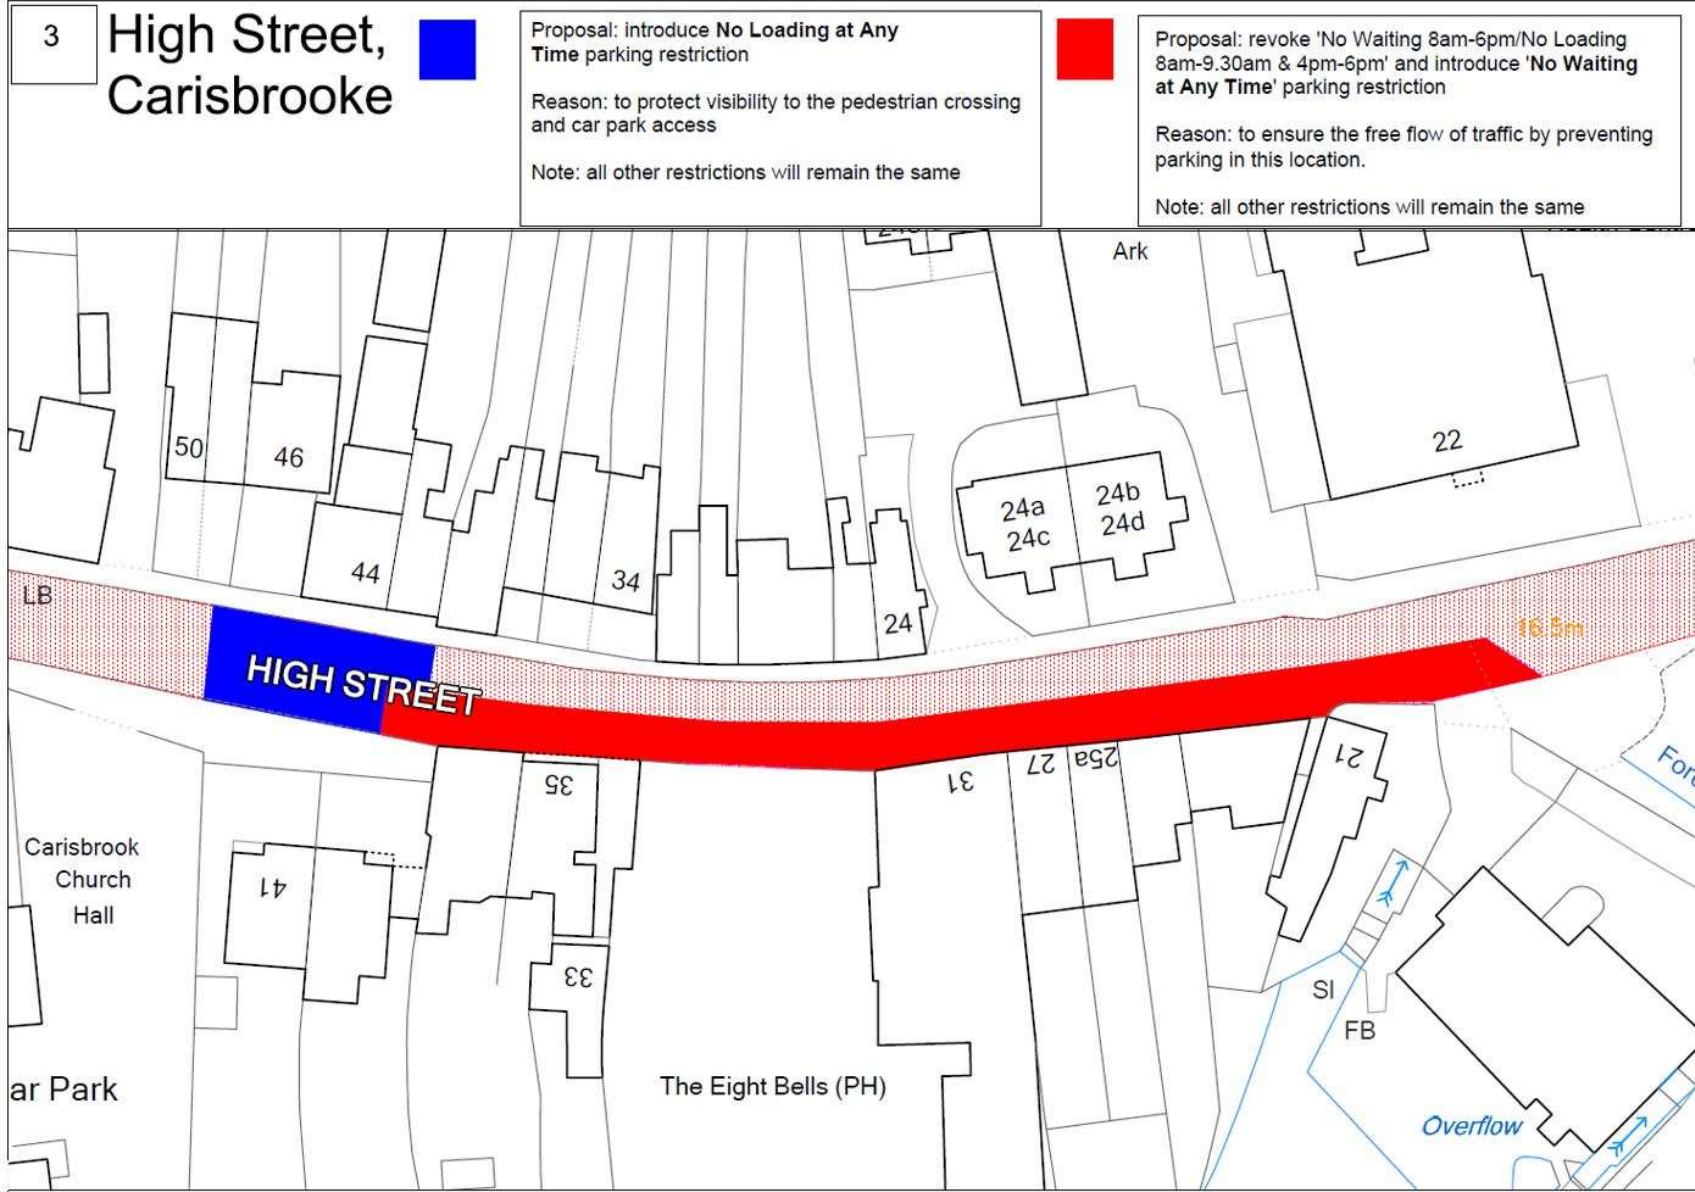 3
High Street,
Carisbrooke
Proposal: introduce No Loading at Any
Time parking restriction
Reason: to protect visibility to the pedestrian crossing
and car park access
Note: all other restrictions will remain the same
Proposal: revoke 'No Waiting 8am-6pm/No Loading
8am-9.30am & 4pm-6pm' and introduce 'No Waiting
at Any Time' parking restriction
Reason: to ensure the free flow of traffic by preventing
parking in this location.
Note: all other restrictions will remain the same
Ark
50
46
22
24a
24c
24b
24d
44
34
24
LB
16.5m
HIGH STREET
35
31
27
25a
21
Carisbrook
Church
Hall
41
33
SI
FB
ar Park
The Eight Bells (PH)
Overflow